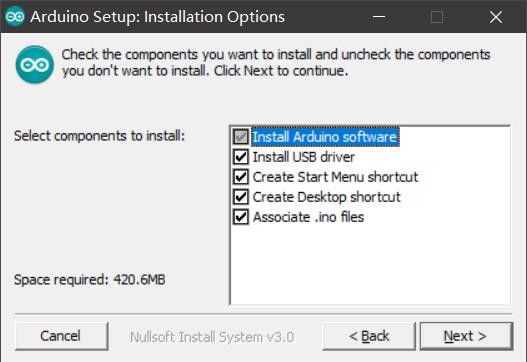 Arduino Setup: Installation Options
Check the components you want to install and uncheck the components
you don't want to install. Click Next to continue.
Select components to install:
Install Arduino software
Install USB driver
Create Start Menu shortcut
Create Desktop shortcut
Associate .ino files
Space required: 420.6MB
Cancel
Nullsoft Install System v3.0
< Back
Next >